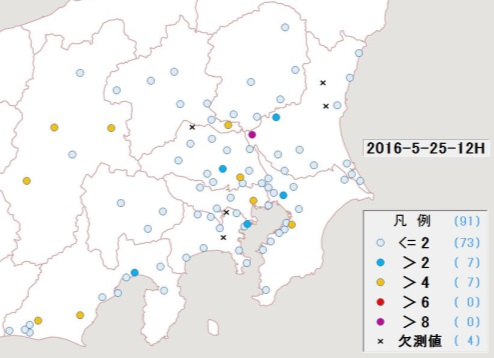 2016-5-25-12H
凡 例 (91)
<= 2 (73)
> 2 ( 7)
> 4 ( 7)
> 6 ( 0)
> 8 ( 0)
× 欠測値 ( 4)